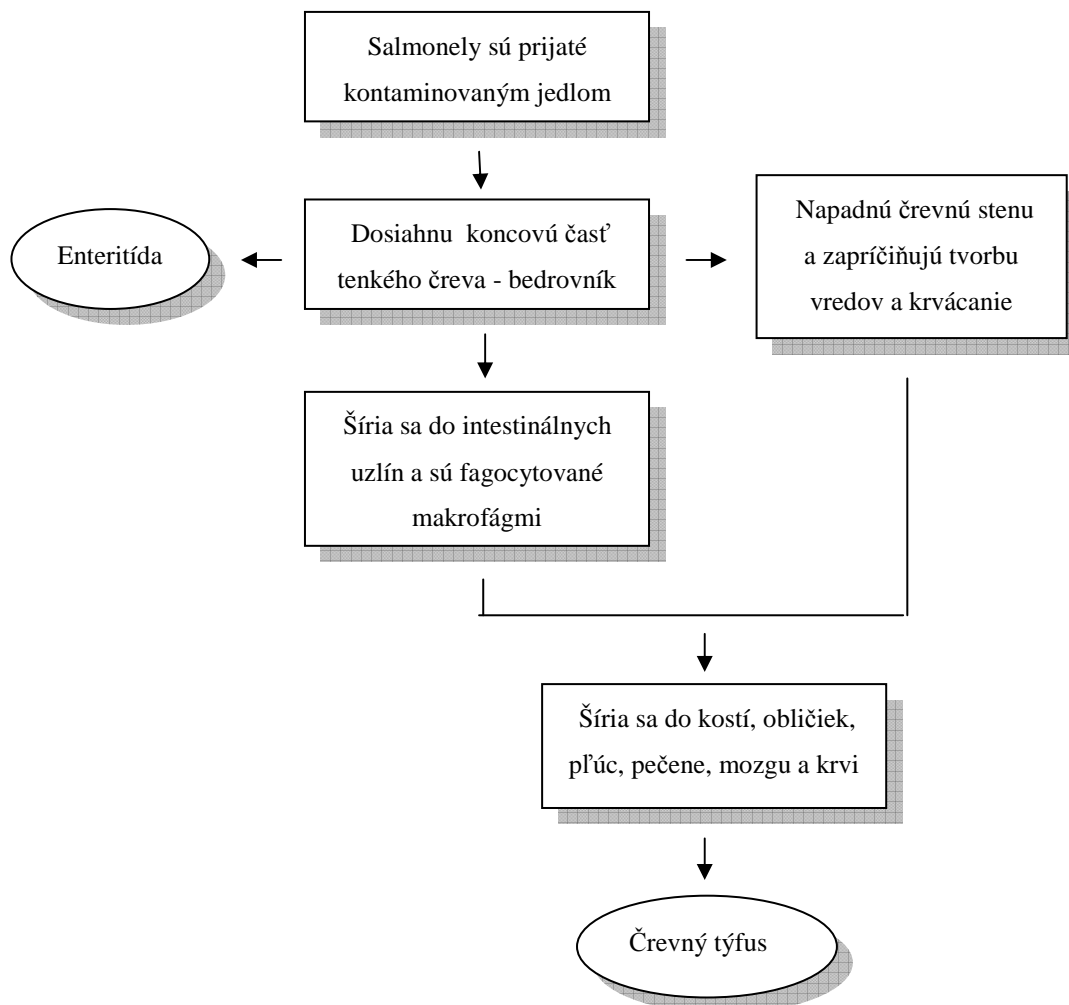 Salmonely sú prijaté
kontaminovaným jedlom
Enteritída
Dosiahnu koncovú časť
tenkého čreva - bedrovník
Napadnú črevnú stenu
a zapríčiňujú tvorbu
vredov a krvácanie
Šíria sa do intestinálnych
uzlín a sú fagocytované
makrofágmi
Šíria sa do kostí, obličiek,
pľúc, pečene, mozgu a krvi
Črevný týfus